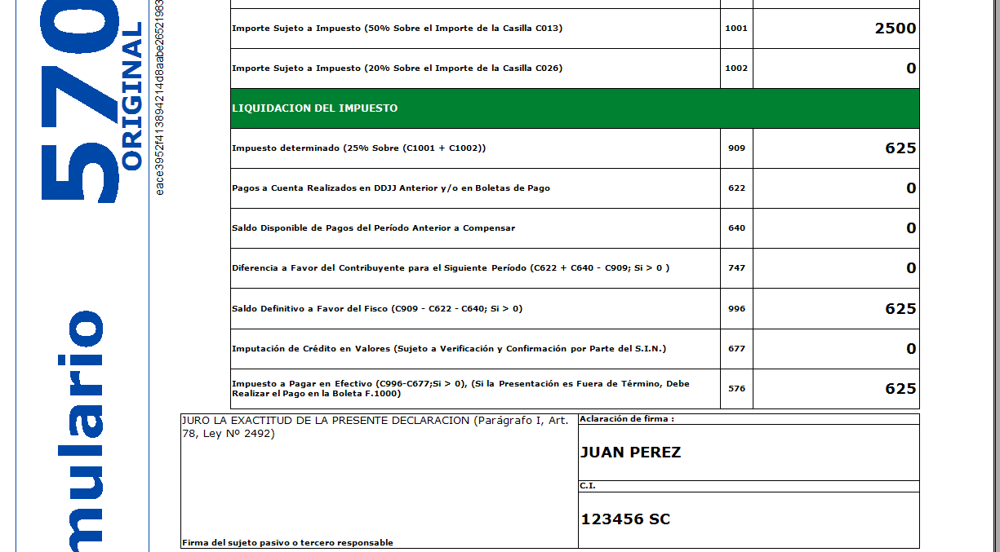 570
ORIGINAL
eace3952f413894214d8aabe26521983
mulario
Importe Sujeto a Impuesto (50% Sobre el Importe de la Casilla C013) 1001 2500
Importe Sujeto a Impuesto (20% Sobre el Importe de la Casilla C026) 1002 0
LIQUIDACION DEL IMPUESTO
Impuesto determinado (25% Sobre (C1001 + C1002)) 909 625
Pagos a Cuenta Realizados en DDJJ Anterior y/o en Boletas de Pago 622 0
Saldo Disponible de Pagos del Período Anterior a Compensar 640 0
Diferencia a Favor del Contribuyente para el Siguiente Período (C622 + C640 - C909; Si > 0 ) 747 0
Saldo Definitivo a Favor del Fisco (C909 - C622 - C640; Si > 0) 996 625
Imputación de Crédito en Valores (Sujeto a Verificación y Confirmación por Parte del S.I.N.) 677 0
Impuesto a Pagar en Efectivo (C996-C677;Si > 0), (Si la Presentación es Fuera de Término, Debe
Realizar el Pago en la Boleta F.1000) 576 625
JURO LA EXACTITUD DE LA PRESENTE DECLARACION (Parágrafo I, Art.
78, Ley Nº 2492)
Firma del sujeto pasivo o tercero responsable
Aclaración de firma :
JUAN PEREZ
C.I.
123456 SC